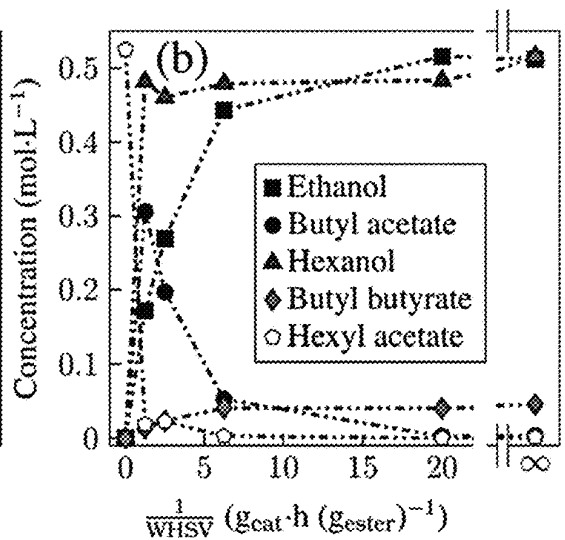 (b)
Concentration (mol·L⁻¹)
0.5
0.4
0.3
0.2
0.1
0
Ethanol
Butyl acetate
Hexanol
Butyl butyrate
Hexyl acetate
0 5 10 15 20 ∞
1/WHSV (g_cat·h (g_ester)⁻¹)